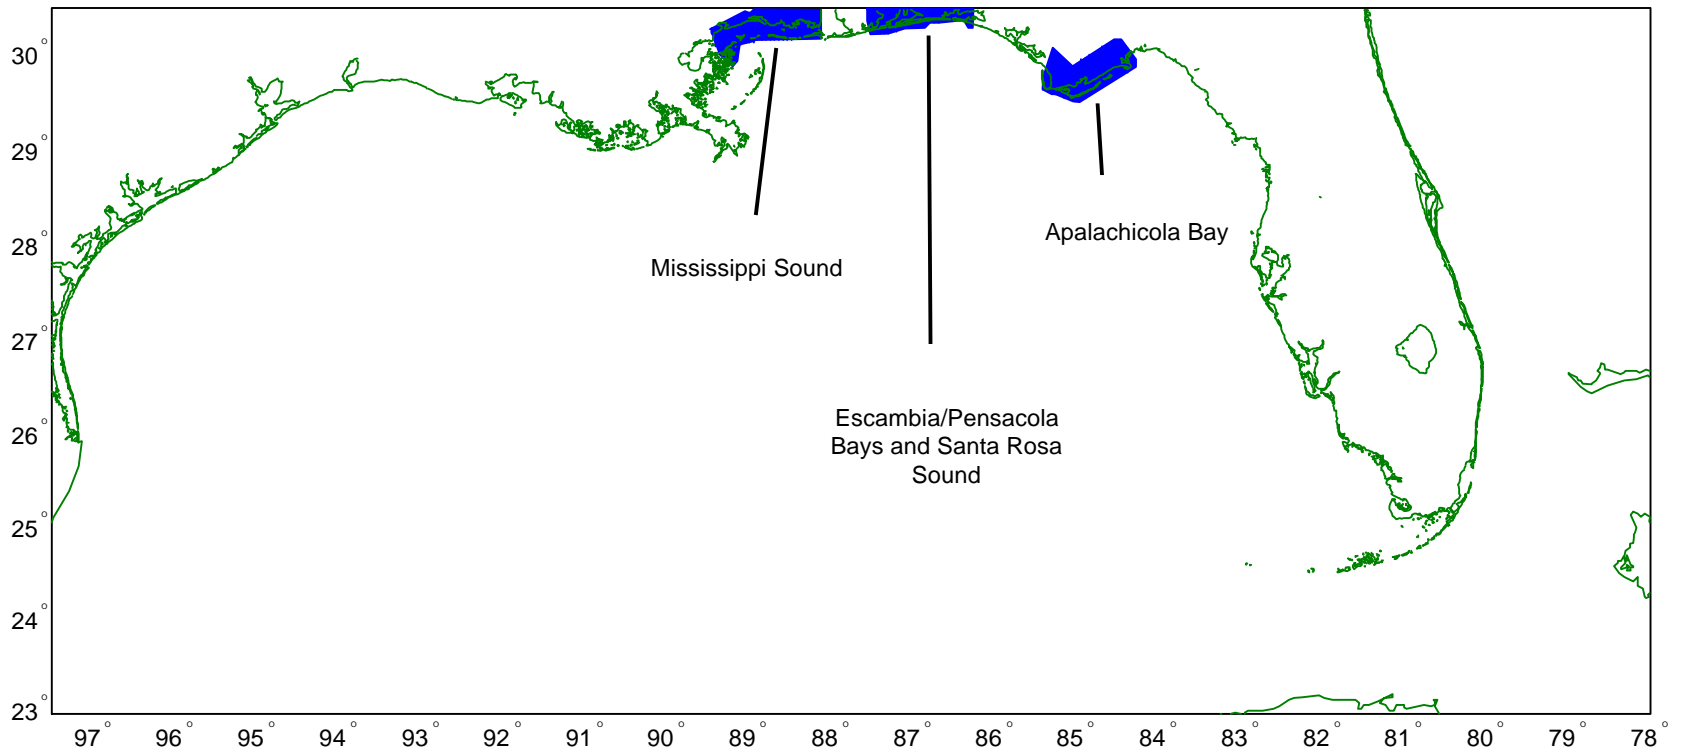 30°
29°
28°
27°
26°
25°
24°
23°
Mississippi Sound
Apalachicola Bay
Escambia/Pensacola
Bays and Santa Rosa
Sound
97° 96° 95° 94° 93° 92° 91° 90° 89° 88° 87° 86° 85° 84° 83° 82° 81° 80° 79° 78°